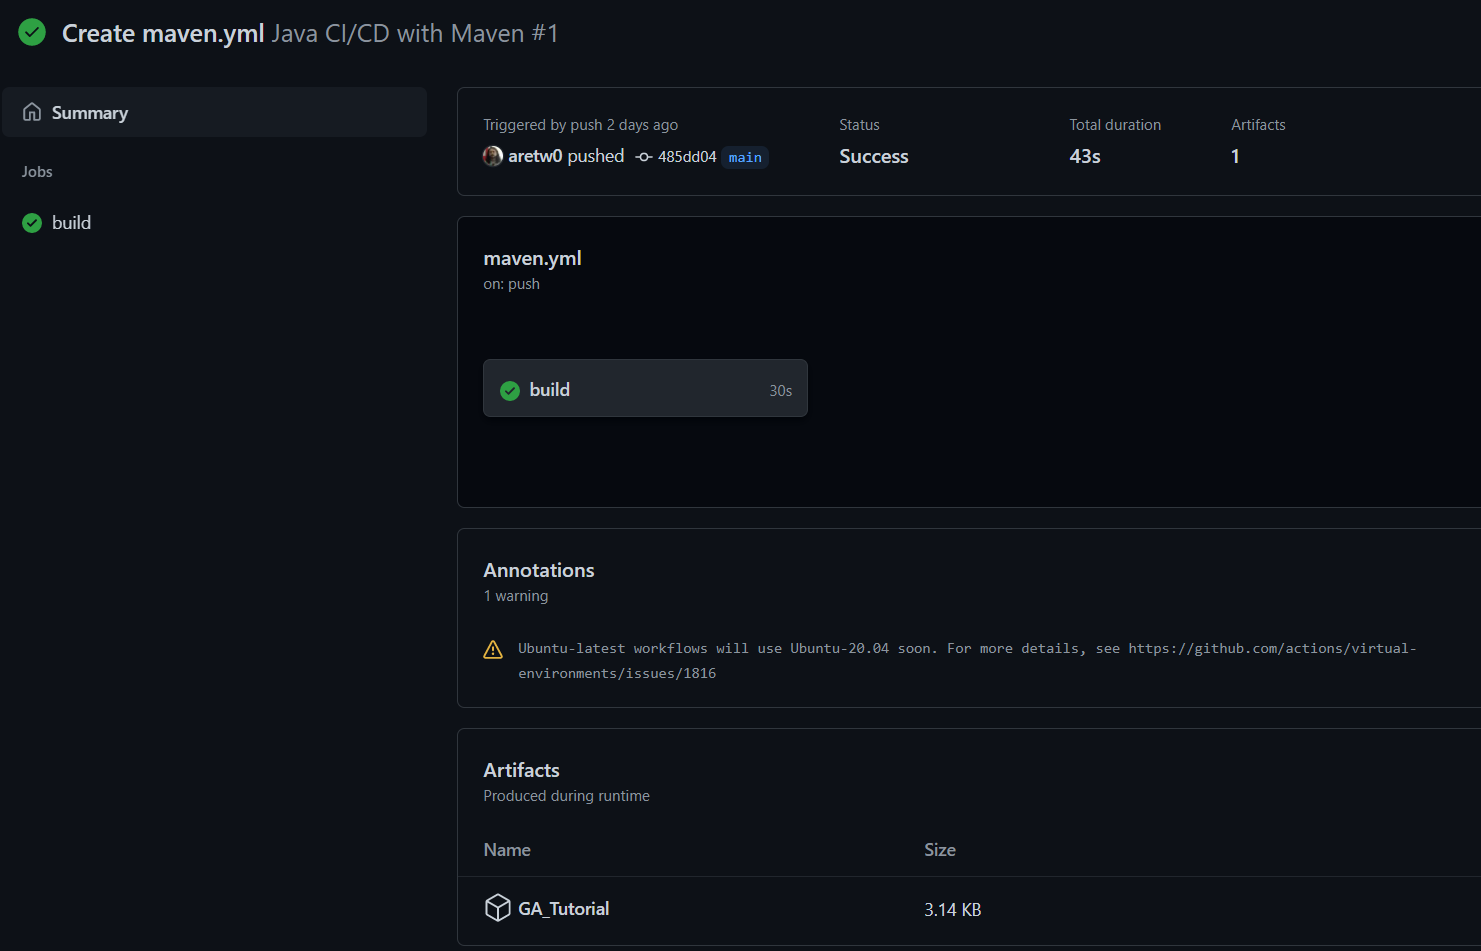 Create maven.yml Java CI/CD with Maven #1
Summary
Jobs
build
Triggered by push 2 days ago
aretw0 pushed 485dd04 main
Status
Success
Total duration
43s
Artifacts
1
maven.yml
on: push
build 30s
Annotations
1 warning
Ubuntu-latest workflows will use Ubuntu-20.04 soon. For more details, see https://github.com/actions/virtual-
environments/issues/1816
Artifacts
Produced during runtime
Name Size
GA_Tutorial 3.14 KB